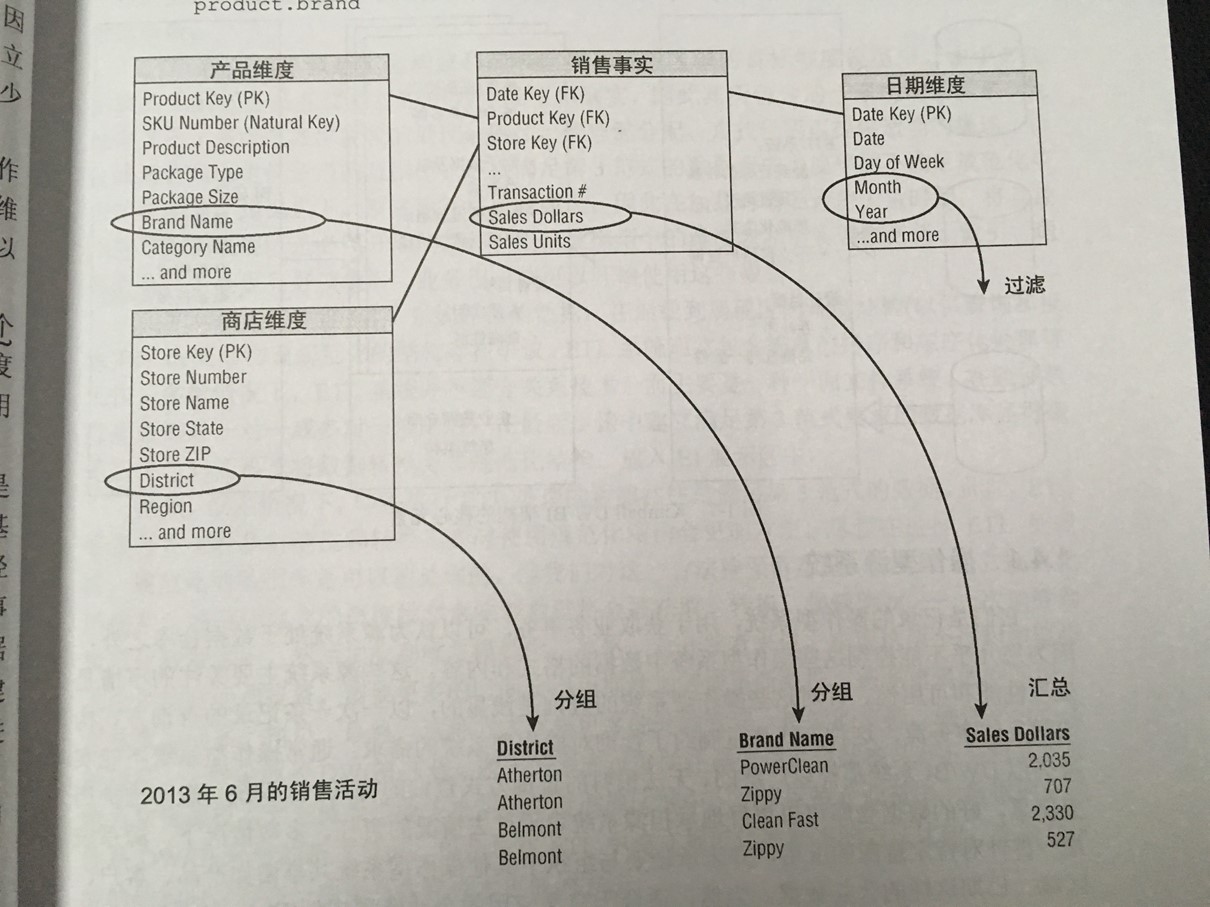 product.brand
产品维度
Product Key (PK)
SKU Number (Natural Key)
Product Description
Package Type
Package Size
Brand Name
Category Name
... and more
销售事实
Date Key (FK)
Product Key (FK)
Store Key (FK)
...
Transaction #
Sales Dollars
Sales Units
日期维度
Date Key (PK)
Date
Day of Week
Month
Year
...and more
过滤
商店维度
Store Key (PK)
Store Number
Store Name
Store State
Store ZIP
District
Region
... and more
分组
分组
汇总
2013 年 6 月的销售活动
District Brand Name Sales Dollars
Atherton PowerClean 2,035
Atherton Zippy 707
Belmont Clean Fast 2,330
Belmont Zippy 527
因
立
少
作
维
以
个
度
用
是
基